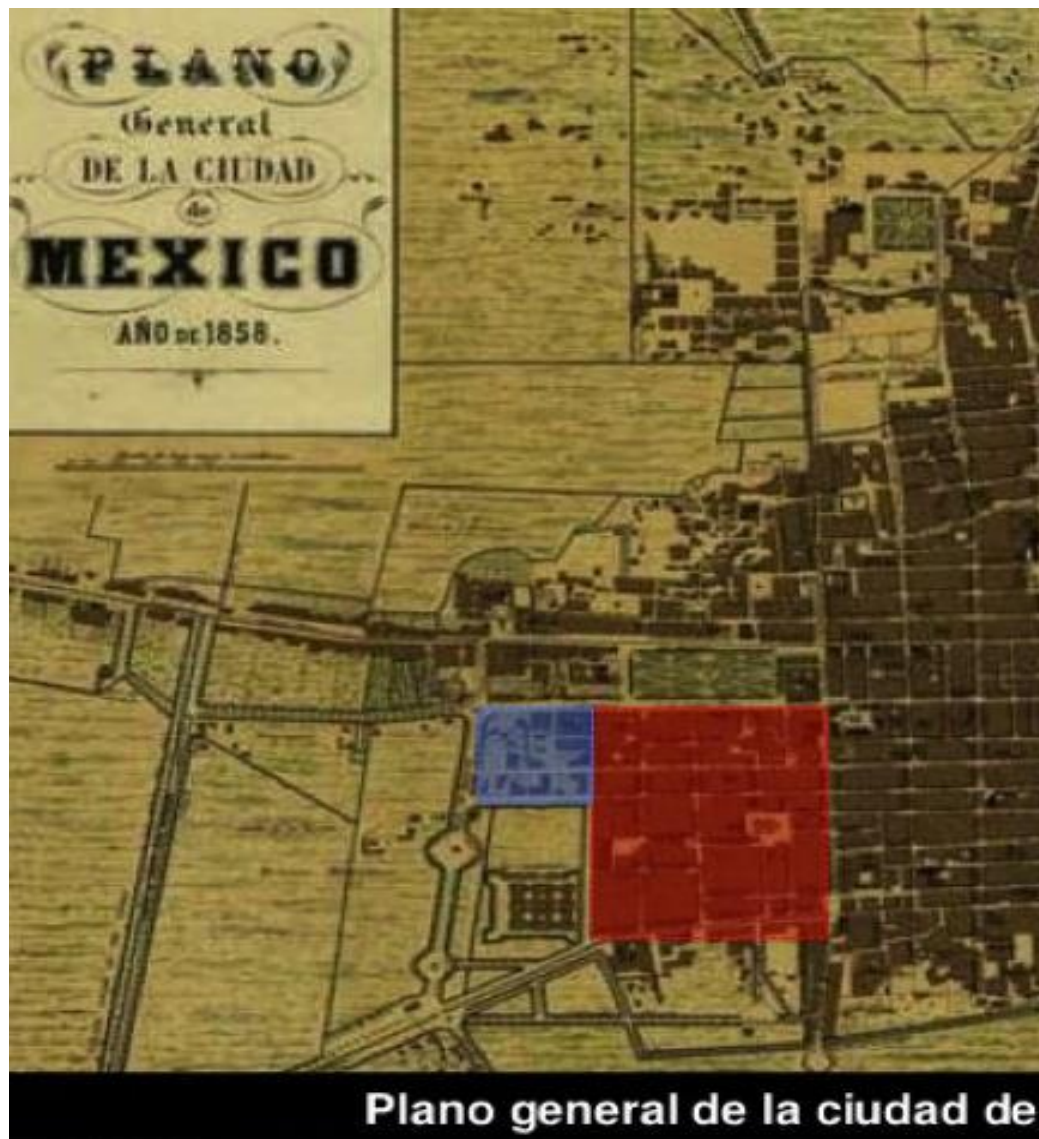 PLANO
General
DE LA CIUDAD
de
MEXICO
AÑO DE 1858.
Plano general de la ciudad de